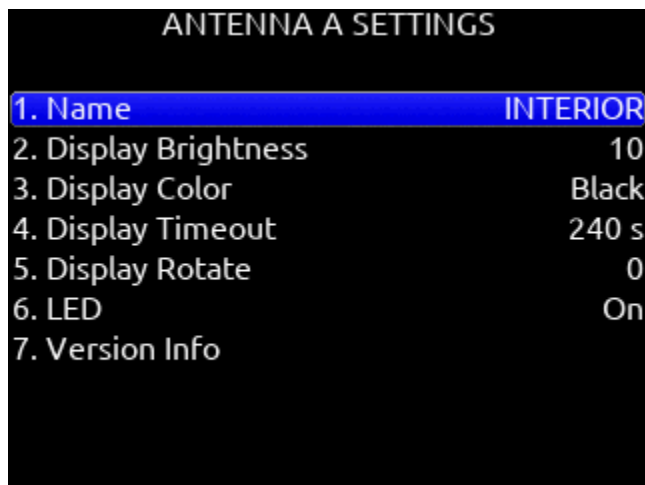 ANTENNA A SETTINGS
1. Name INTERIOR
2. Display Brightness 10
3. Display Color Black
4. Display Timeout 240 s
5. Display Rotate 0
6. LED On
7. Version Info